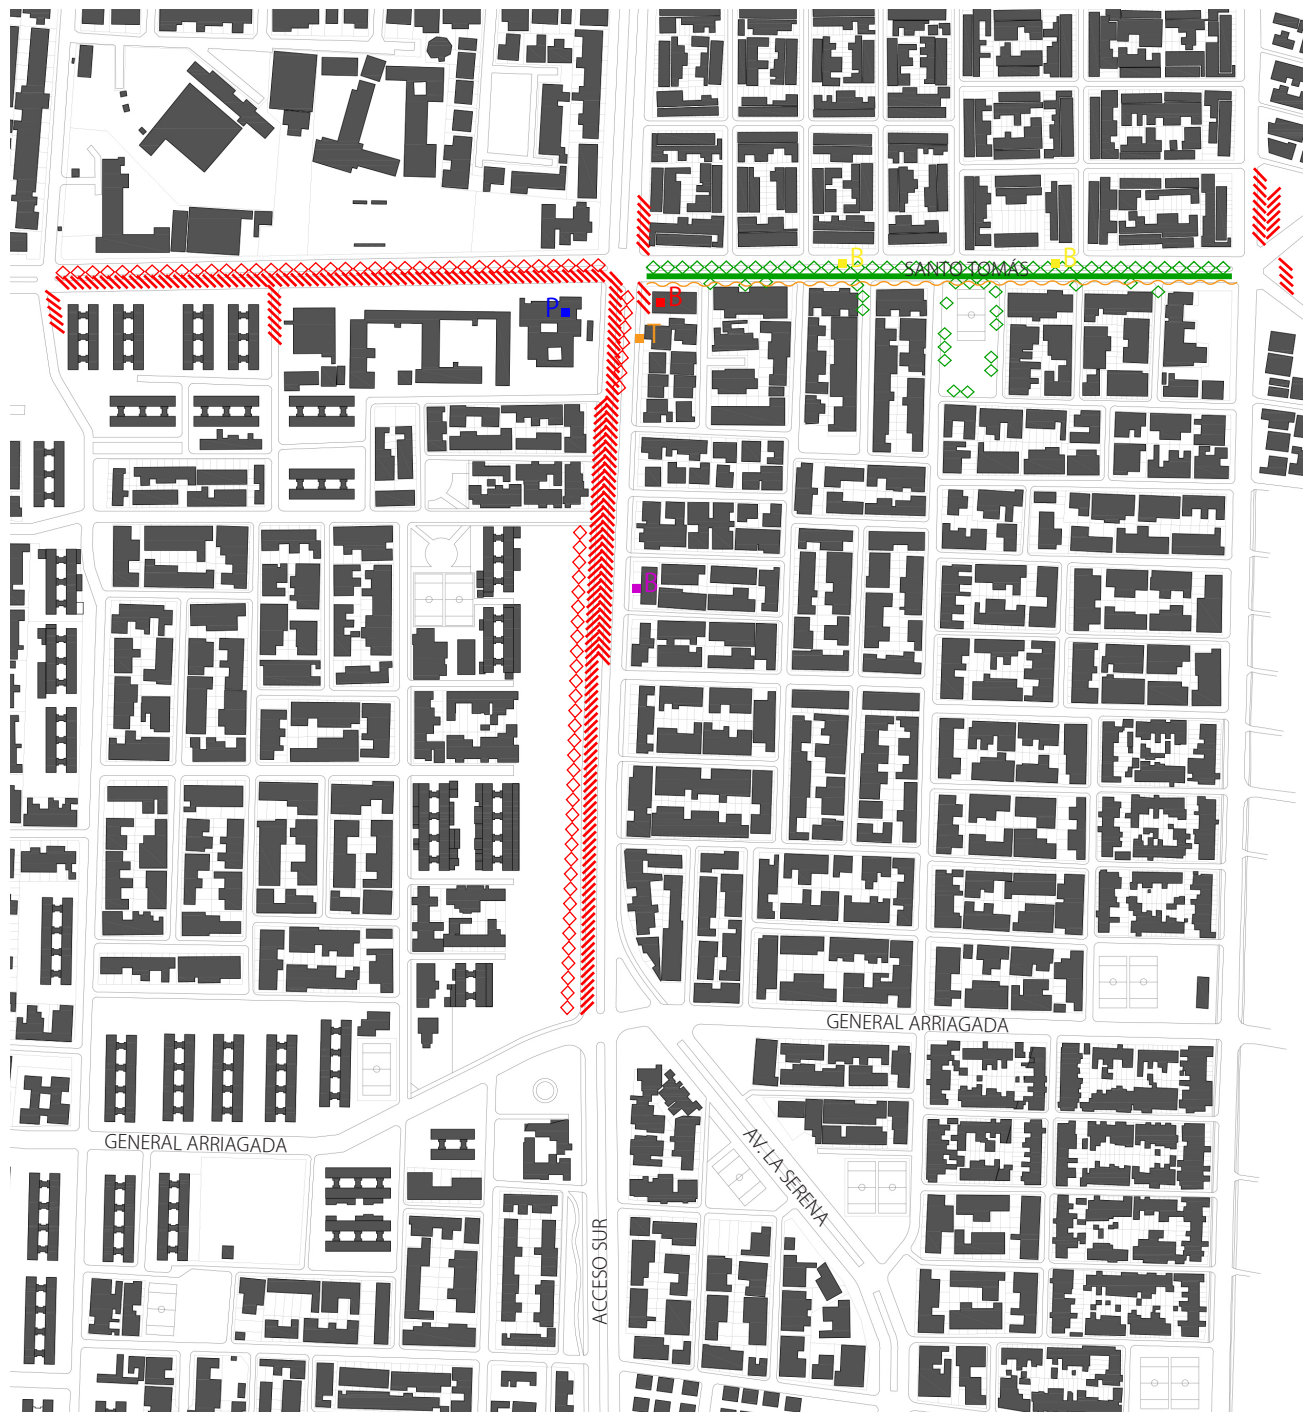 B
B
SANTO TOMÁS
P
B
T
B
GENERAL ARRIAGADA
GENERAL ARRIAGADA
AV. LA SERENA
ACCESO SUR